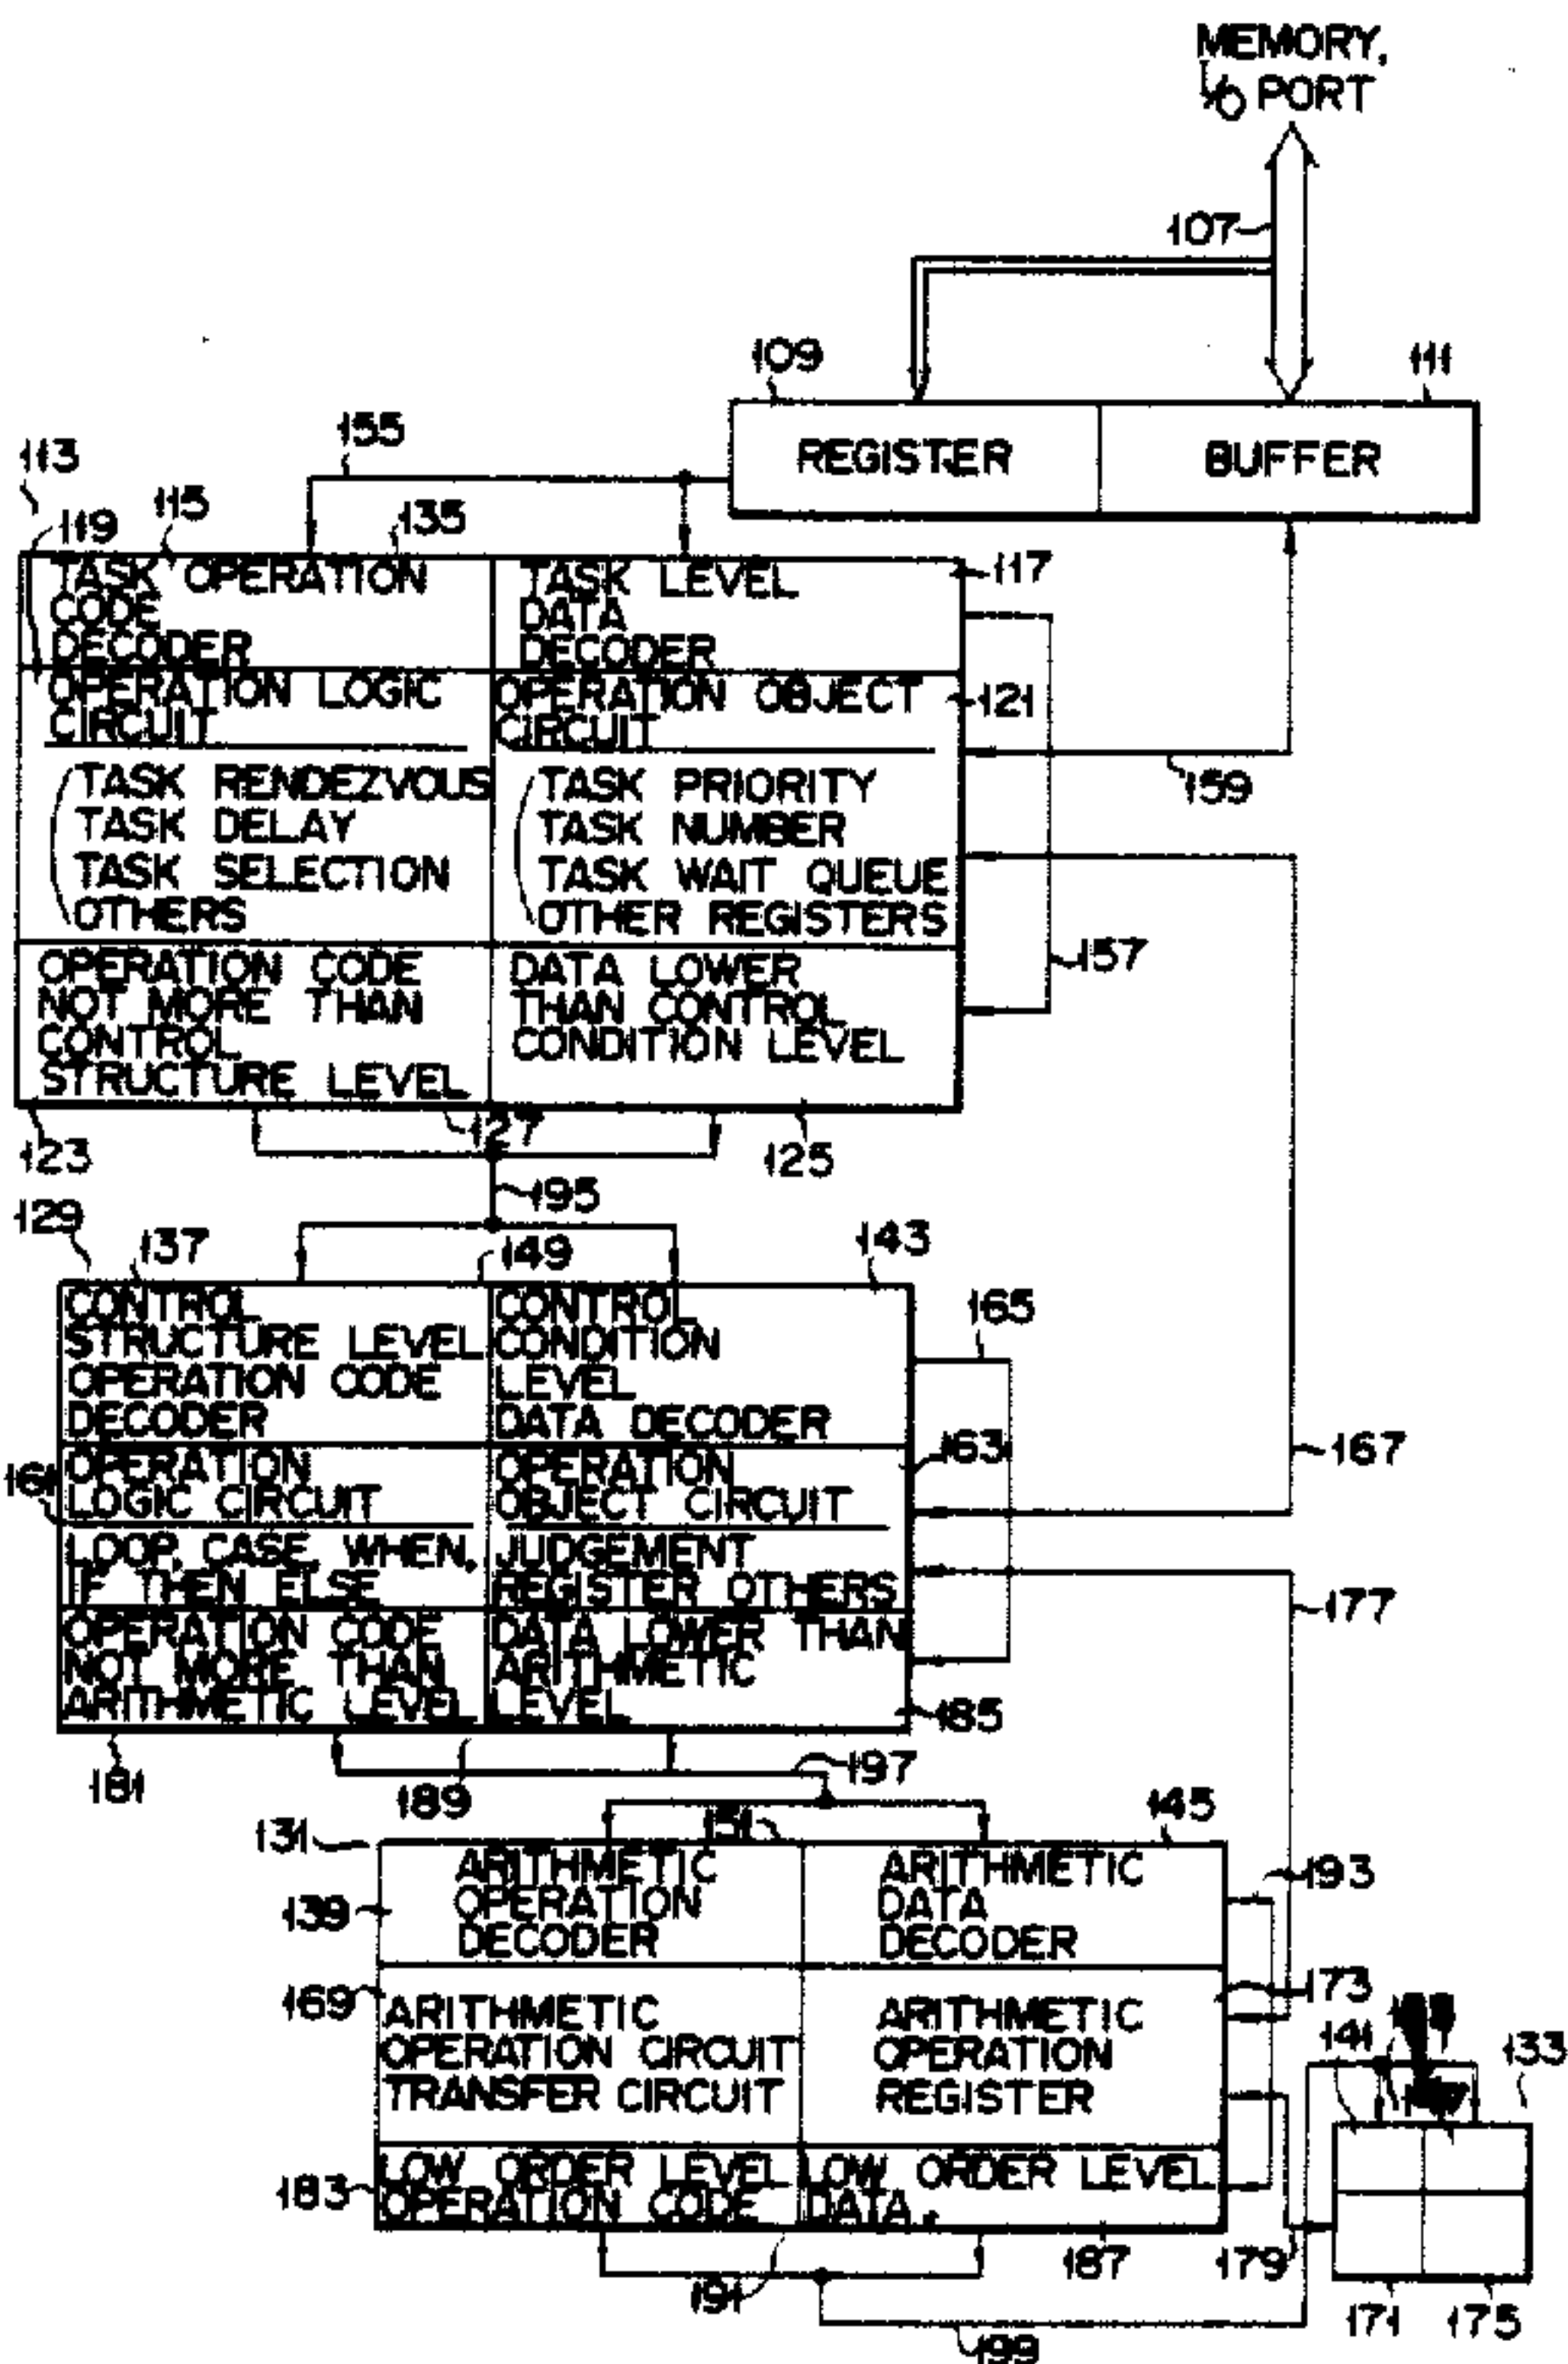 MEMORY,
I/O PORT
107
109
111
REGISTER
BUFFER
155
113
115
135
119
TASK OPERATION
CODE
DECODER
TASK LEVEL
DATA
DECODER
117
OPERATION LOGIC
CIRCUIT
OPERATION OBJECT
CIRCUIT
121
159
TASK RENDEZVOUS
TASK DELAY
TASK SELECTION
OTHERS
TASK PRIORITY
TASK NUMBER
TASK WAIT QUEUE
OTHER REGISTERS
157
OPERATION CODE
NOT MORE THAN
CONTROL
STRUCTURE LEVEL
DATA LOWER
THAN CONTROL
CONDITION LEVEL
123
127
125
195
129
137
149
143
165
CONTROL
STRUCTURE LEVEL
OPERATION CODE
DECODER
CONTROL
CONDITION
LEVEL
DATA DECODER
161
OPERATION
LOGIC CIRCUIT
OPERATION
OBJECT CIRCUIT
163
167
LOOP, CASE, WHEN,
IF THEN ELSE
JUDGEMENT
REGISTER OTHERS
177
OPERATION CODE
NOT MORE THAN
ARITHMETIC LEVEL
DATA LOWER THAN
ARITHMETIC
LEVEL
185
181
189
197
131
151
145
139
ARITHMETIC
OPERATION
DECODER
ARITHMETIC
DATA
DECODER
193
169
ARITHMETIC
OPERATION CIRCUIT
TRANSFER CIRCUIT
ARITHMETIC
OPERATION
REGISTER
173
141
133
183
LOW ORDER LEVEL
OPERATION CODE
LOW ORDER LEVEL
DATA
191
187
179
171
175
199